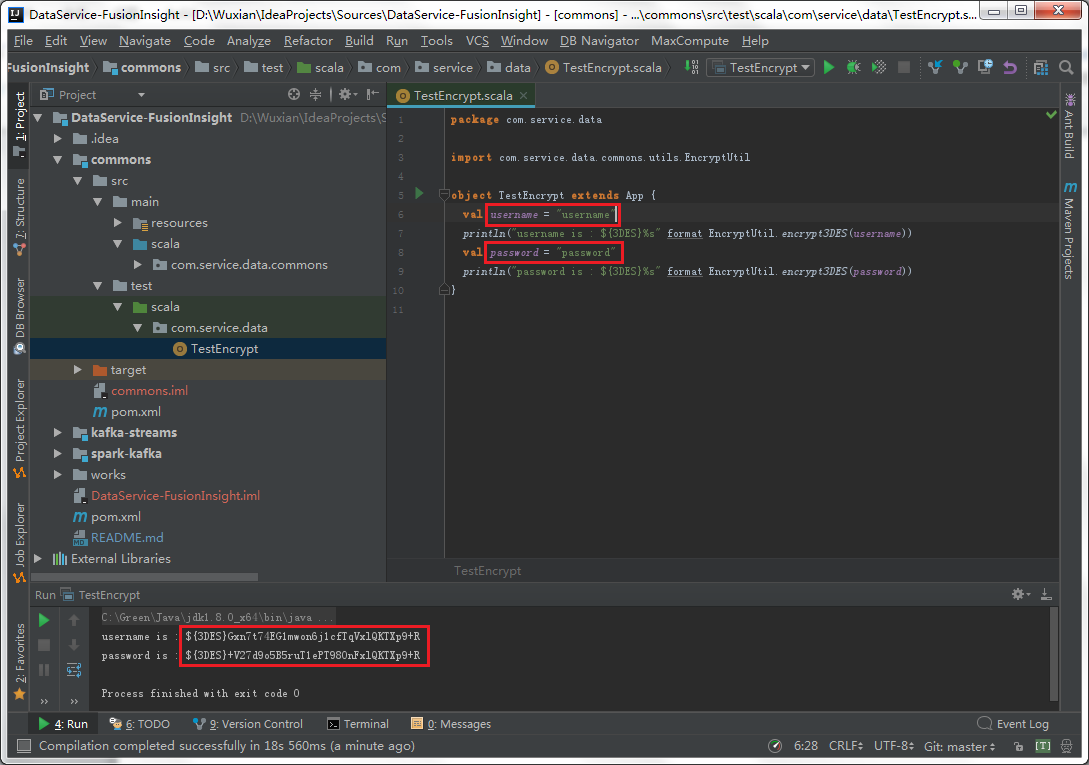 DataService-FusionInsight - [D:\Wuxian\IdeaProjects\Sources\DataService-FusionInsight] - [commons] - ...\commons\src\test\scala\com\service\data\TestEncrypt.s...
File Edit View Navigate Code Analyze Refactor Build Run Tools VCS Window DB Navigator MaxCompute Help
FusionInsight commons src test scala com service data TestEncrypt.scala TestEncrypt
1: Project
7: Structure
DB Browser
Project Explorer
Job Explorer
2: Favorites
Project
DataService-FusionInsight D:\Wuxian\IdeaProjects\S
.idea
commons
src
main
resources
scala
com.service.data.commons
test
scala
com.service.data
TestEncrypt
target
commons.iml
pom.xml
kafka-streams
spark-kafka
works
DataService-FusionInsight.iml
pom.xml
README.md
External Libraries
TestEncrypt.scala
1 package com.service.data
2
3 import com.service.data.commons.utils.EncryptUtil
4
5 object TestEncrypt extends App {
6 val username = "username"
7 println("username is : ${3DES}%s" format EncryptUtil.encrypt3DES(username))
8 val password = "password"
9 println("password is : ${3DES}%s" format EncryptUtil.encrypt3DES(password))
10 }
11
TestEncrypt
Ant Build
Maven Projects
Run TestEncrypt
C:\Green\Java\jdk1.8.0_x64\bin\java ...
username is : ${3DES}Gxn7t74EG1mwon6j1cfTqVxlQKTXp9+R
password is : ${3DES}+V27d9o5B5ruT1ePT980nFxlQKTXp9+R
Process finished with exit code 0
4: Run 6: TODO 9: Version Control Terminal 0: Messages Event Log
Compilation completed successfully in 18s 560ms (a minute ago) 6:28 CRLF UTF-8 Git: master [T]